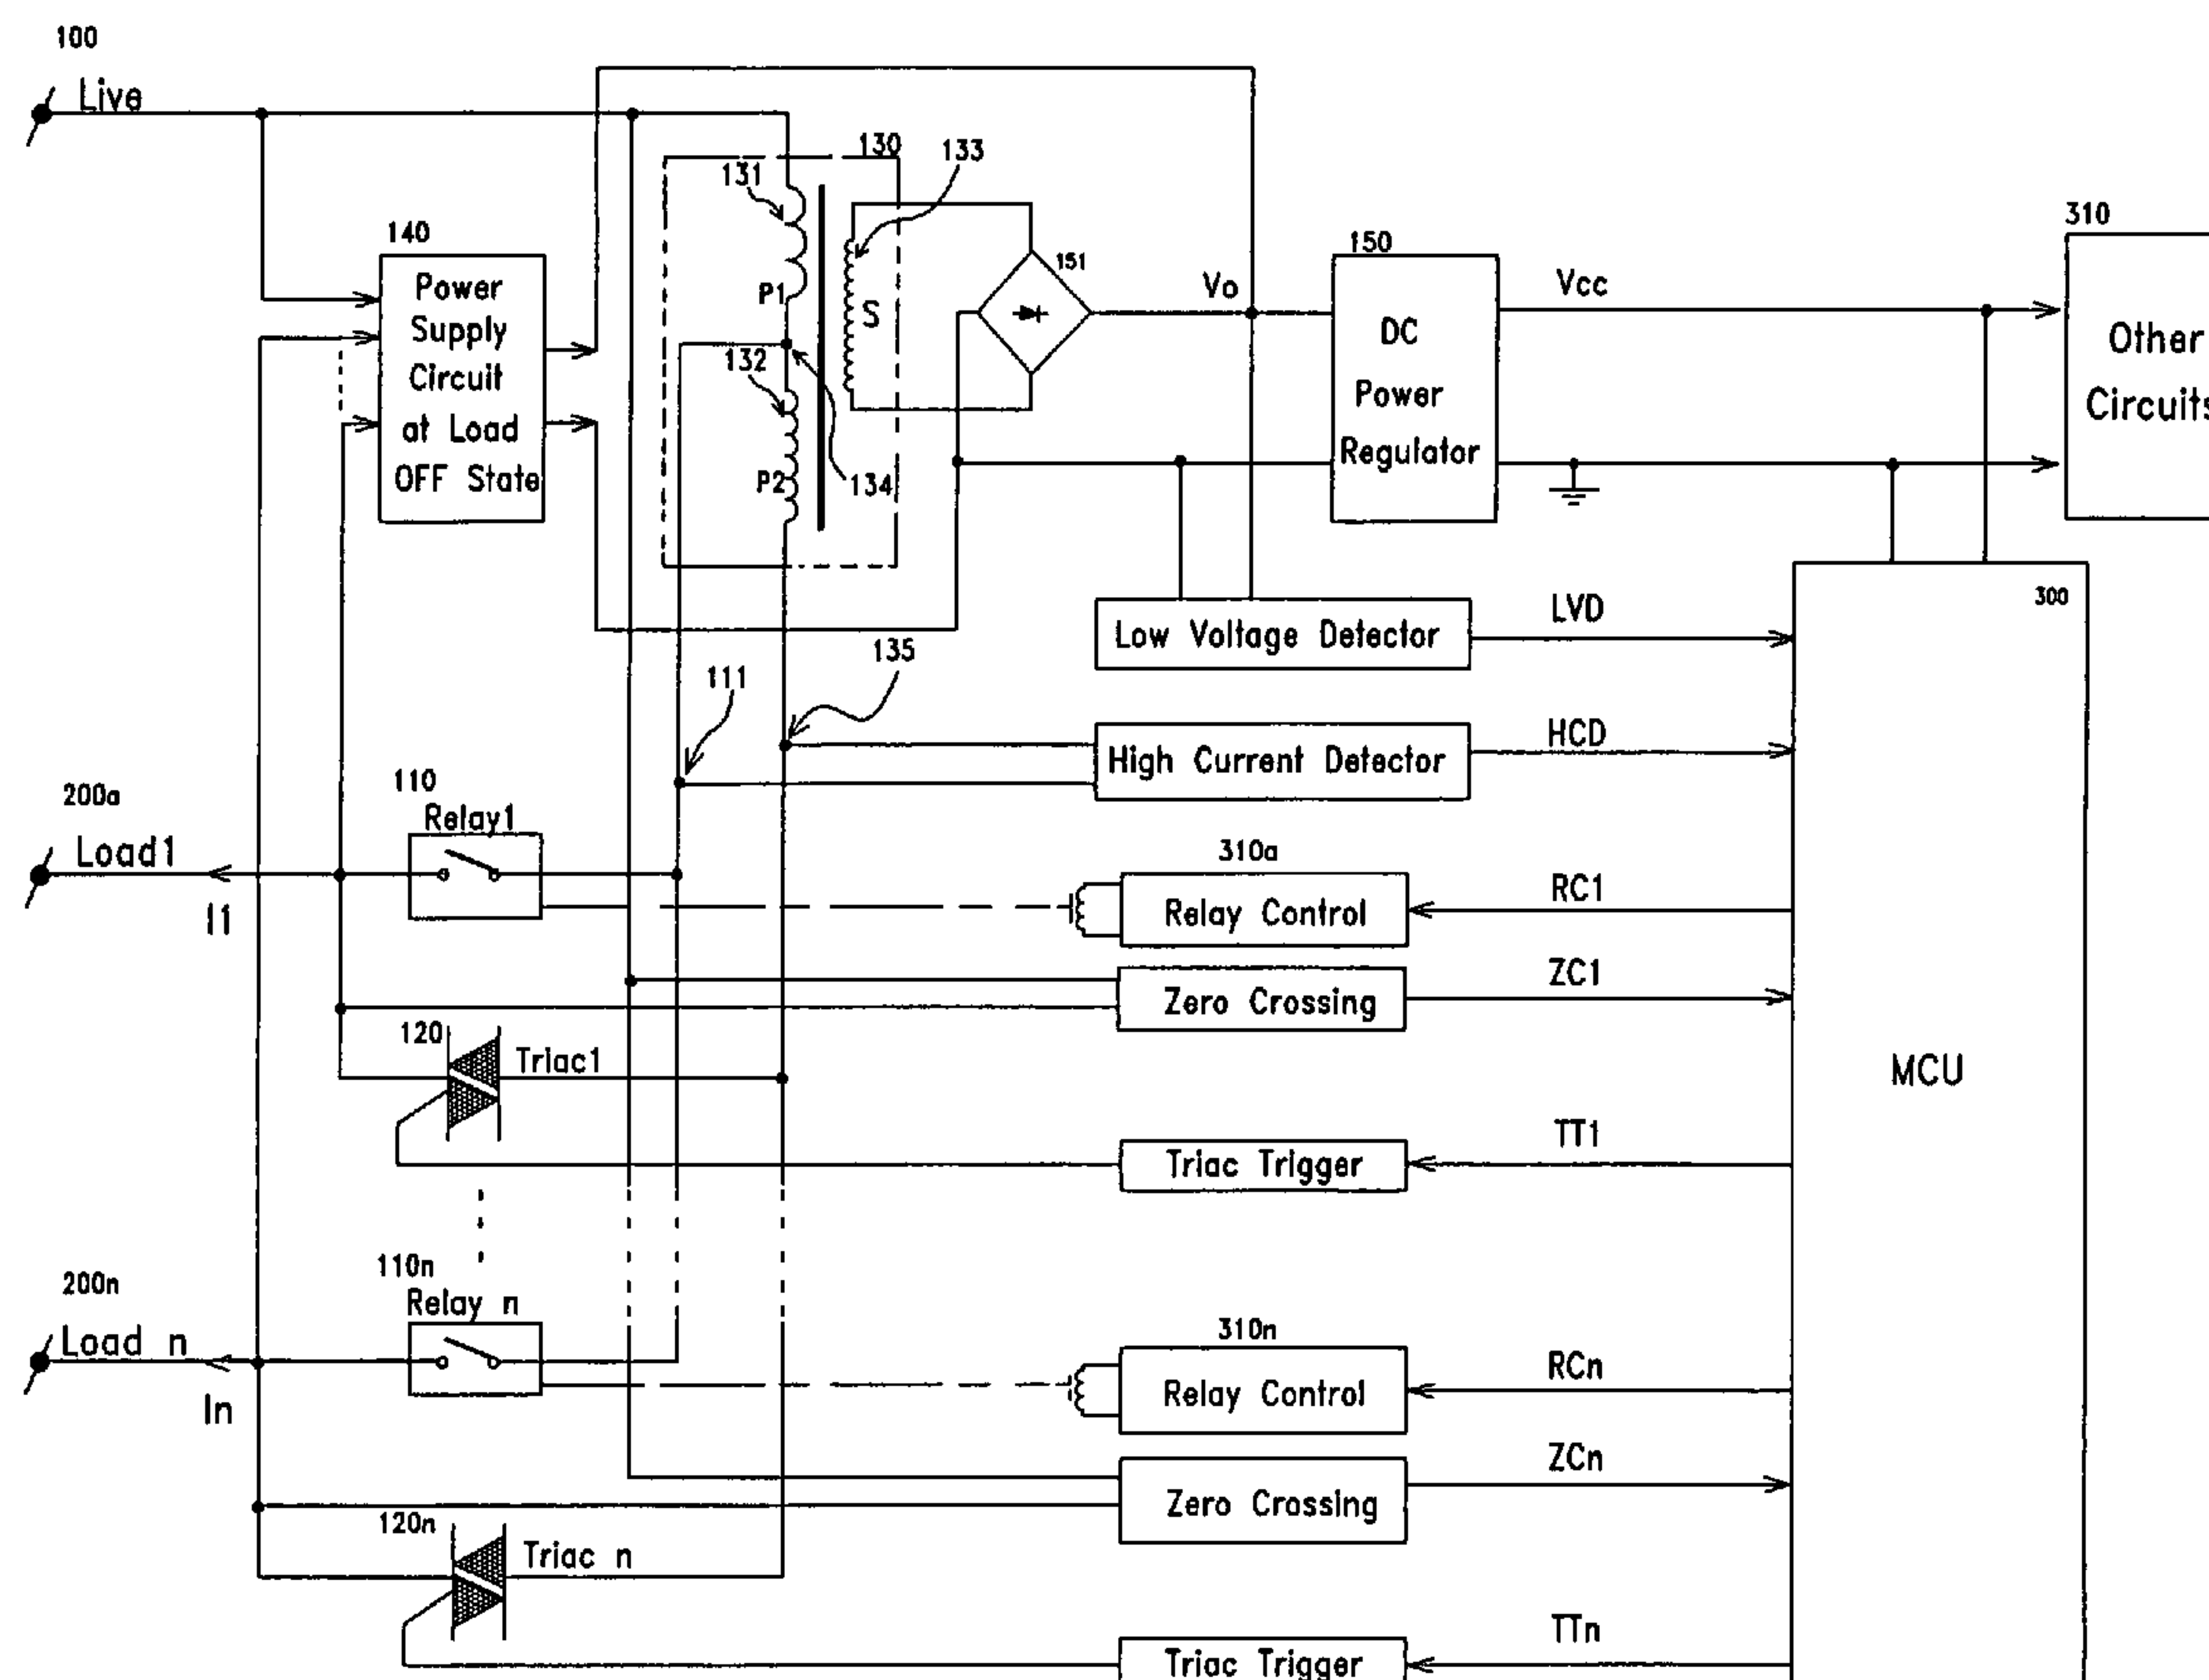 100
Live
130
133
131
310
140
150
151
Power
Supply
Circuit
at Load
OFF State
P1
S
Vo
Vcc
DC
Power
Regulator
Other
Circuits
132
P2
134
300
LVD
Low Voltage Detector
135
111
HCD
High Current Detector
110
200a
Relay1
Load1
310a
RC1
I1
Relay Control
ZC1
Zero Crossing
120
Triac1
MCU
TT1
Triac Trigger
110n
200n
Relay n
310n
Load n
RCn
In
Relay Control
ZCn
Zero Crossing
120n
Triac n
TTn
Triac Trigger